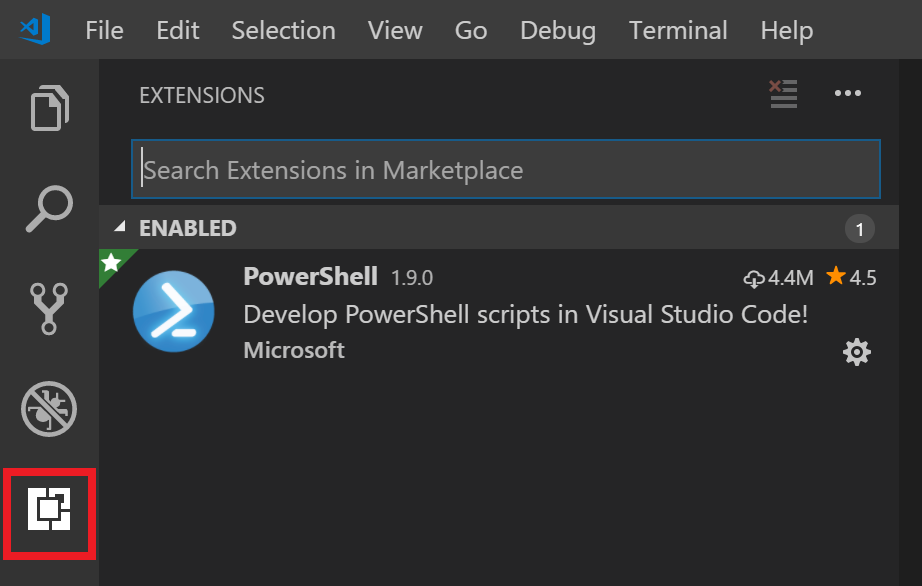 File Edit Selection View Go Debug Terminal Help
EXTENSIONS
Search Extensions in Marketplace
ENABLED 1
PowerShell 1.9.0 4.4M 4.5
Develop PowerShell scripts in Visual Studio Code!
Microsoft